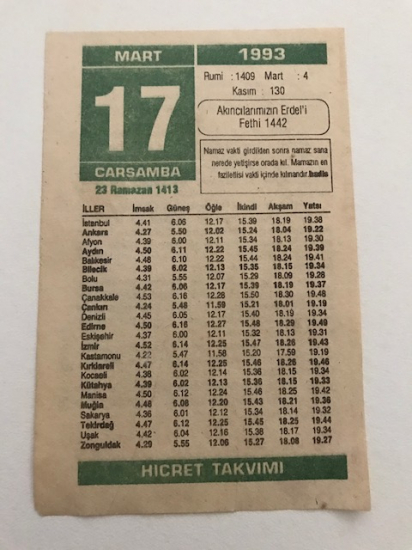 MART 1993
17
ÇARŞAMBA
23 Ramazan 1413
Rumi : 1409 Mart : 4
Kasım : 130
Akıncılarımızın Erdel'i
Fethi 1442
Namaz vakti girdikten sonra namaz sana
nerede yetişirse orada kıl. Namazın en
faziletlisi vakti içinde kılınandır.
İLLER İmsak Güneş Öğle İkindi Akşam Yatsı
İstanbul 4.41 6.06 12.17 15.39 18.19 19.38
Ankara 4.27 5.50 12.02 15.24 18.04 19.22
Afyon 4.39 6.00 12.11 15.34 18.13 19.30
Aydın 4.50 6.11 12.22 15.45 18.24 19.39
Balıkesir 4.48 6.10 12.22 15.44 18.24 19.41
Bilecik 4.39 6.02 12.13 15.35 18.15 19.34
Bolu 4.31 5.55 12.07 15.29 18.09 19.28
Bursa 4.42 6.06 12.17 15.39 18.19 19.37
Çanakkale 4.53 6.16 12.28 15.50 18.30 19.48
Çankırı 4.24 5.48 11.59 15.21 18.01 19.19
Denizli 4.45 6.05 12.17 15.40 18.19 19.34
Edirne 4.50 6.16 12.27 15.48 18.29 19.49
Eskişehir 4.37 6.00 12.11 15.32 18.13 19.31
İzmir 4.52 6.14 12.25 15.47 18.26 19.43
Kastamonu 4.22 5.47 11.58 15.20 17.59 19.19
Kırklareli 4.47 6.14 12.25 15.46 18.26 19.46
Kocaeli 4.38 6.02 12.14 15.36 18.15 19.34
Kütahya 4.39 6.02 12.13 15.36 18.15 19.33
Manisa 4.50 6.12 12.24 15.46 18.25 19.42
Muğla 4.46 6.08 12.20 15.43 18.21 19.36
Sakarya 4.36 6.01 12.12 15.34 18.14 19.32
Tekirdağ 4.47 6.12 12.25 15.45 18.25 19.44
Uşak 4.42 6.04 12.16 15.38 18.17 19.34
Zonguldak 4.29 5.55 12.06 15.27 18.08 19.27
HİCRET TAKVİMİ